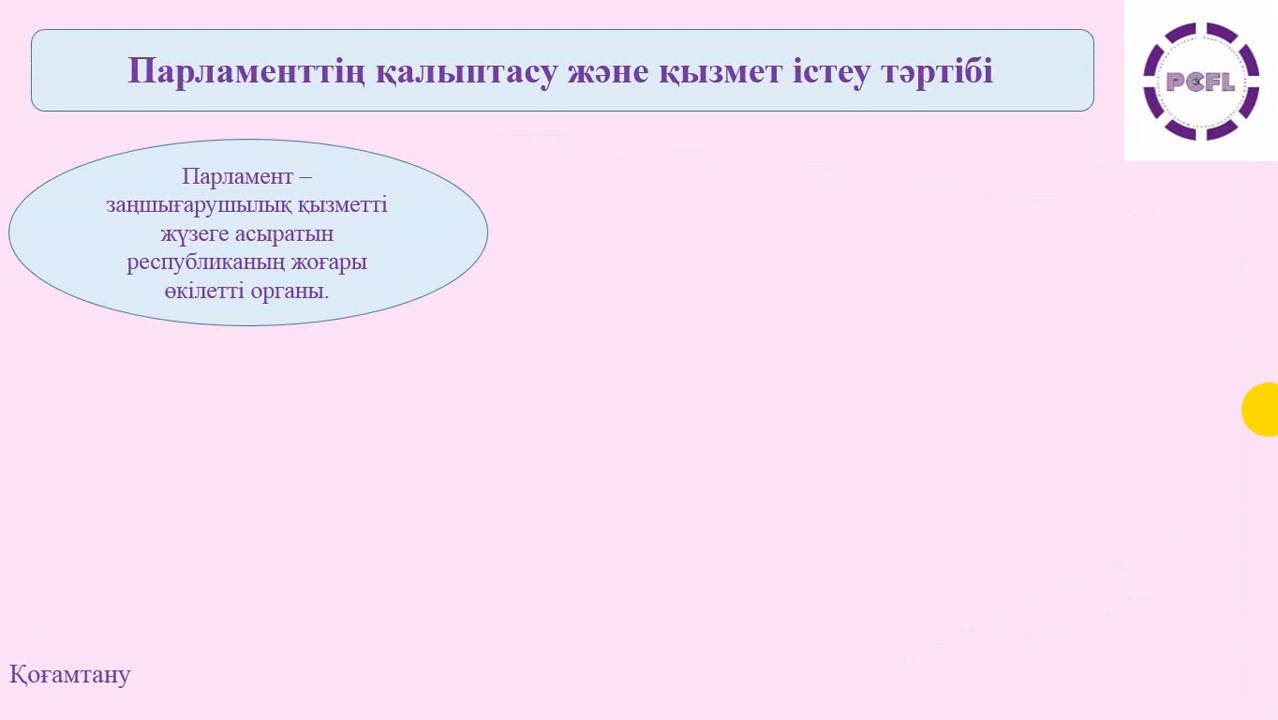 Парламенттің қалыптасу және қызмет істеу тәртібі
PCFL
Парламент –
заңшығарушылық қызметті
жүзеге асыратын
республиканың жоғары
өкілетті органы.
Қоғамтану